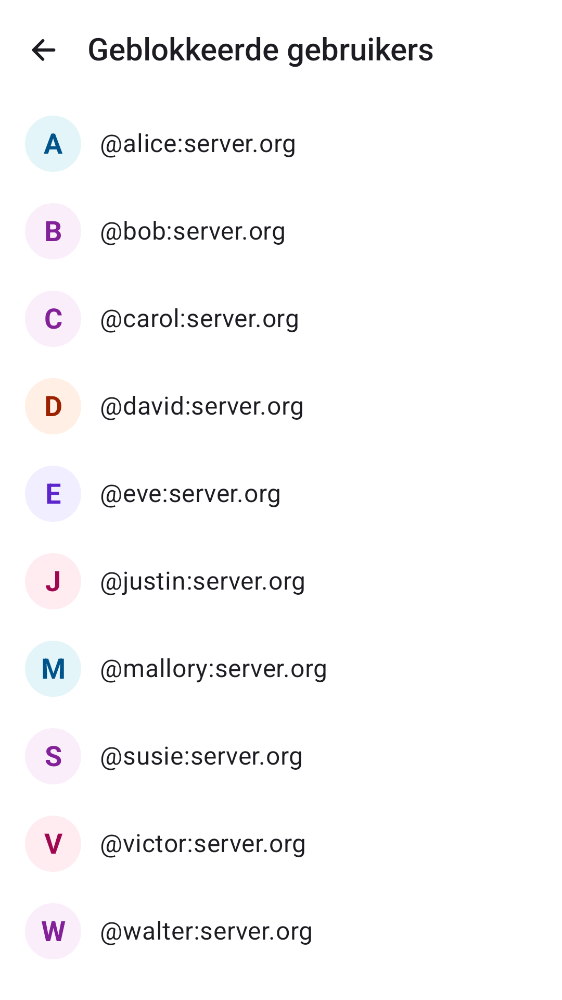 Geblokkeerde gebruikers
A @alice:server.org
B @bob:server.org
C @carol:server.org
D @david:server.org
E @eve:server.org
J @justin:server.org
M @mallory:server.org
S @susie:server.org
V @victor:server.org
W @walter:server.org